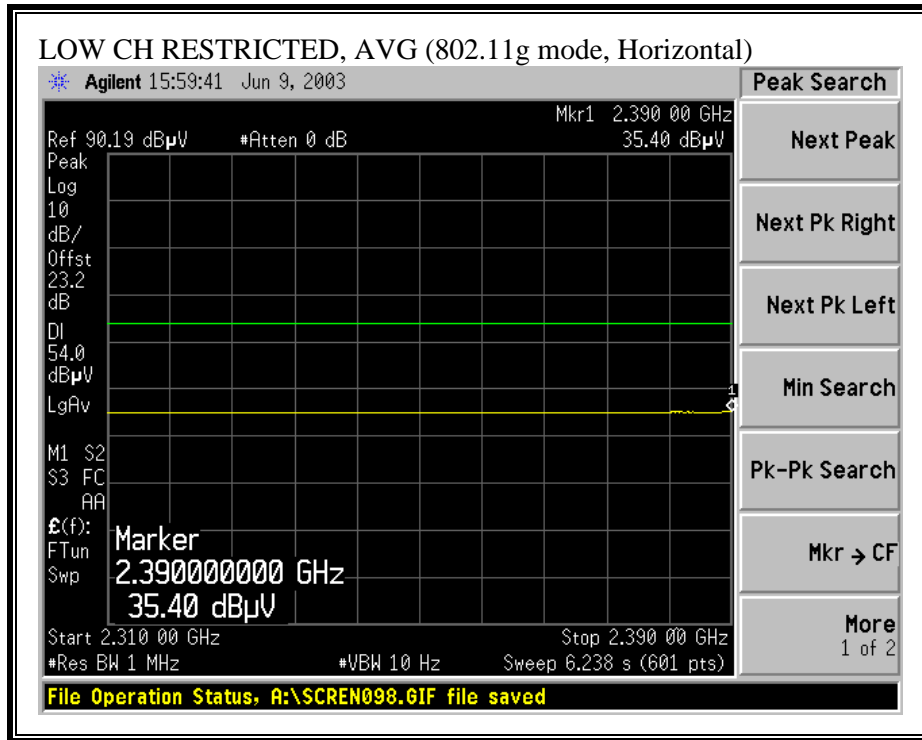 LOW CH RESTRICTED, AVG (802.11g mode, Horizontal)
Agilent 15:59:41 Jun 9, 2003
Peak Search
Mkr1 2.390 00 GHz
Ref 90.19 dBµV #Atten 0 dB 35.40 dBµV
Peak
Log
10
dB/
Offst
23.2
dB
DI
54.0
dBµV
LgAv
M1 S2
S3 FC
AA
£(f):
FTun
Swp
1
Marker
2.390000000 GHz
35.40 dBµV
Start 2.310 00 GHz Stop 2.390 00 GHz
#Res BW 1 MHz #VBW 10 Hz Sweep 6.238 s (601 pts)
File Operation Status, A:\SCREN098.GIF file saved
Next Peak
Next Pk Right
Next Pk Left
Min Search
Pk-Pk Search
Mkr → CF
More
1 of 2